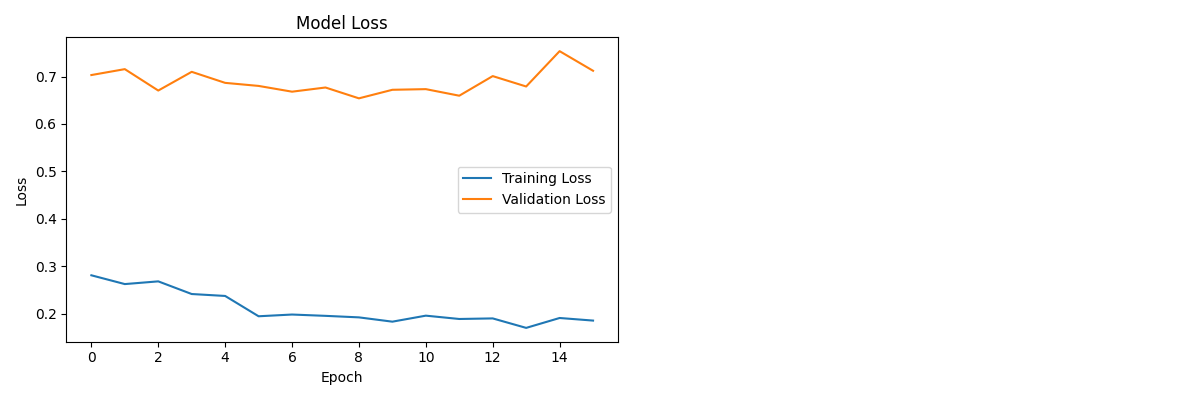 Model Loss
Loss
0.7
0.6
0.5
0.4
0.3
0.2
Training Loss
Validation Loss
0 2 4 6 8 10 12 14
Epoch